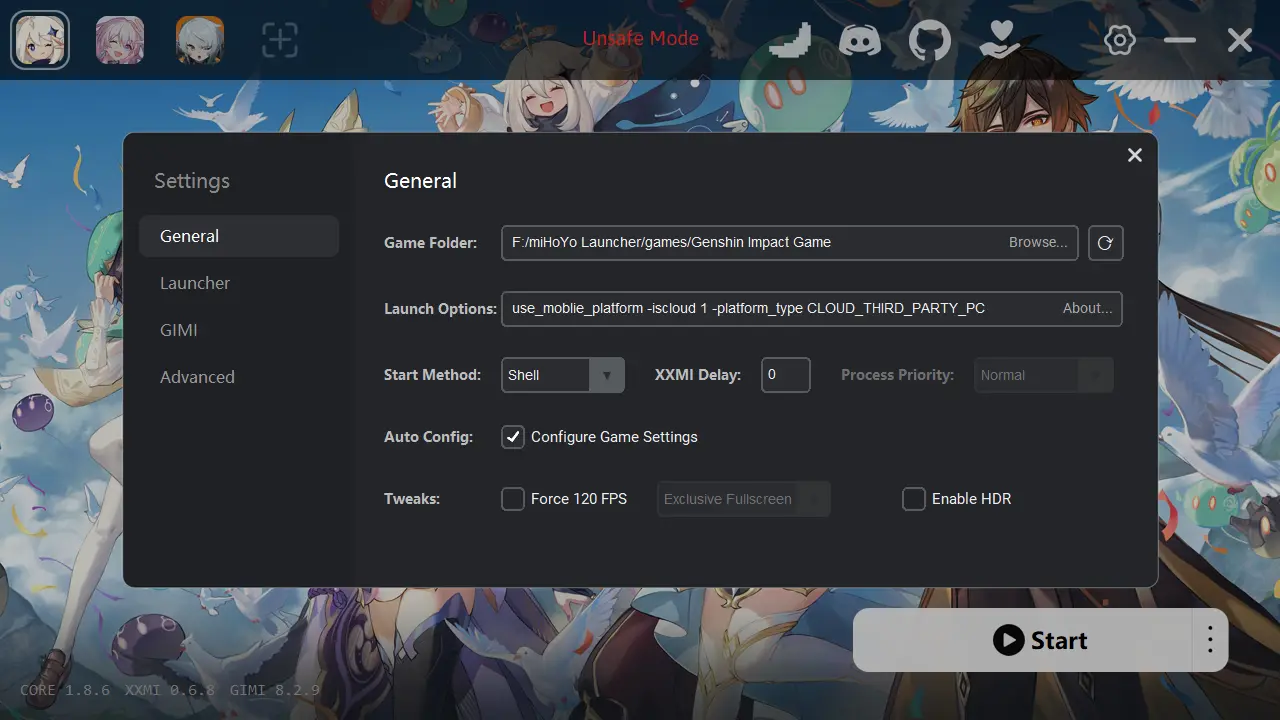 Unsafe Mode
Settings
General
Launcher
GIMI
Advanced
General
Game Folder: F:/miHoYo Launcher/games/Genshin Impact Game Browse...
Launch Options: use_moblie_platform -iscloud 1 -platform_type CLOUD_THIRD_PARTY_PC About...
Start Method: Shell XXMI Delay: 0 Process Priority: Normal
Auto Config: Configure Game Settings
Tweaks: Force 120 FPS Exclusive Fullscreen Enable HDR
Start
CORE 1.8.6 XXMI 0.6.8 GIMI 8.2.9